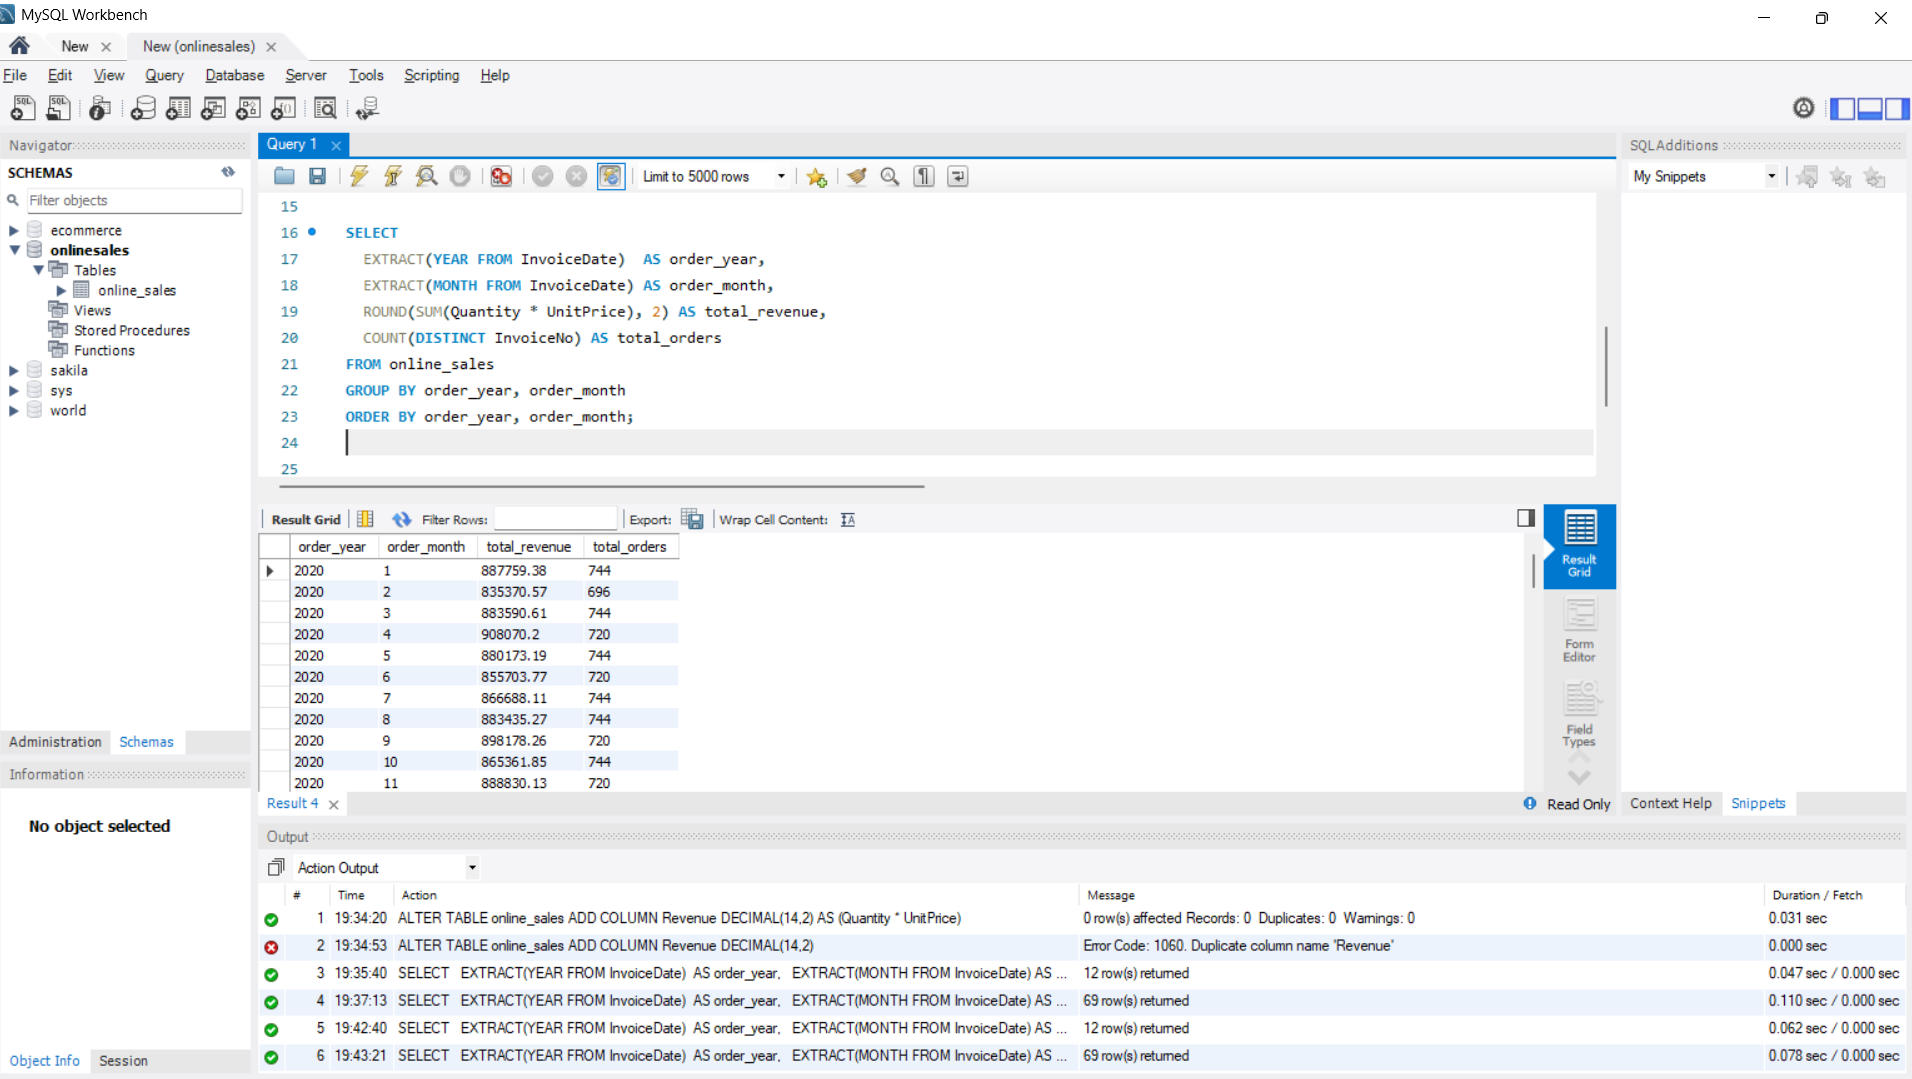 MySQL Workbench
New
New (onlinesales)
File Edit View Query Database Server Tools Scripting Help
Navigator
SCHEMAS
Filter objects
ecommerce
onlinesales
Tables
online_sales
Views
Stored Procedures
Functions
sakila
sys
world
Administration Schemas
Information
No object selected
Object Info Session
Query 1
Limit to 5000 rows
15
16 SELECT
17 EXTRACT(YEAR FROM InvoiceDate) AS order_year,
18 EXTRACT(MONTH FROM InvoiceDate) AS order_month,
19 ROUND(SUM(Quantity * UnitPrice), 2) AS total_revenue,
20 COUNT(DISTINCT InvoiceNo) AS total_orders
21 FROM online_sales
22 GROUP BY order_year, order_month
23 ORDER BY order_year, order_month;
24
25
Result Grid Filter Rows: Export: Wrap Cell Content:
order_year order_month total_revenue total_orders
2020 1 887759.38 744
2020 2 835370.57 696
2020 3 883590.61 744
2020 4 908070.2 720
2020 5 880173.19 744
2020 6 855703.77 720
2020 7 866688.11 744
2020 8 883435.27 744
2020 9 898178.26 720
2020 10 865361.85 744
2020 11 888830.13 720
Result
Grid
Form
Editor
Field
Types
Result 4
Read Only
SQLAdditions
My Snippets
Context Help Snippets
Output
Action Output
# Time Action Message Duration / Fetch
1 19:34:20 ALTER TABLE online_sales ADD COLUMN Revenue DECIMAL(14,2) AS (Quantity * UnitPrice) 0 row(s) affected Records: 0 Duplicates: 0 Warnings: 0 0.031 sec
2 19:34:53 ALTER TABLE online_sales ADD COLUMN Revenue DECIMAL(14,2) Error Code: 1060. Duplicate column name 'Revenue' 0.000 sec
3 19:35:40 SELECT EXTRACT(YEAR FROM InvoiceDate) AS order_year, EXTRACT(MONTH FROM InvoiceDate) AS ... 12 row(s) returned 0.047 sec / 0.000 sec
4 19:37:13 SELECT EXTRACT(YEAR FROM InvoiceDate) AS order_year, EXTRACT(MONTH FROM InvoiceDate) AS ... 69 row(s) returned 0.110 sec / 0.000 sec
5 19:42:40 SELECT EXTRACT(YEAR FROM InvoiceDate) AS order_year, EXTRACT(MONTH FROM InvoiceDate) AS ... 12 row(s) returned 0.062 sec / 0.000 sec
6 19:43:21 SELECT EXTRACT(YEAR FROM InvoiceDate) AS order_year, EXTRACT(MONTH FROM InvoiceDate) AS ... 69 row(s) returned 0.078 sec / 0.000 sec